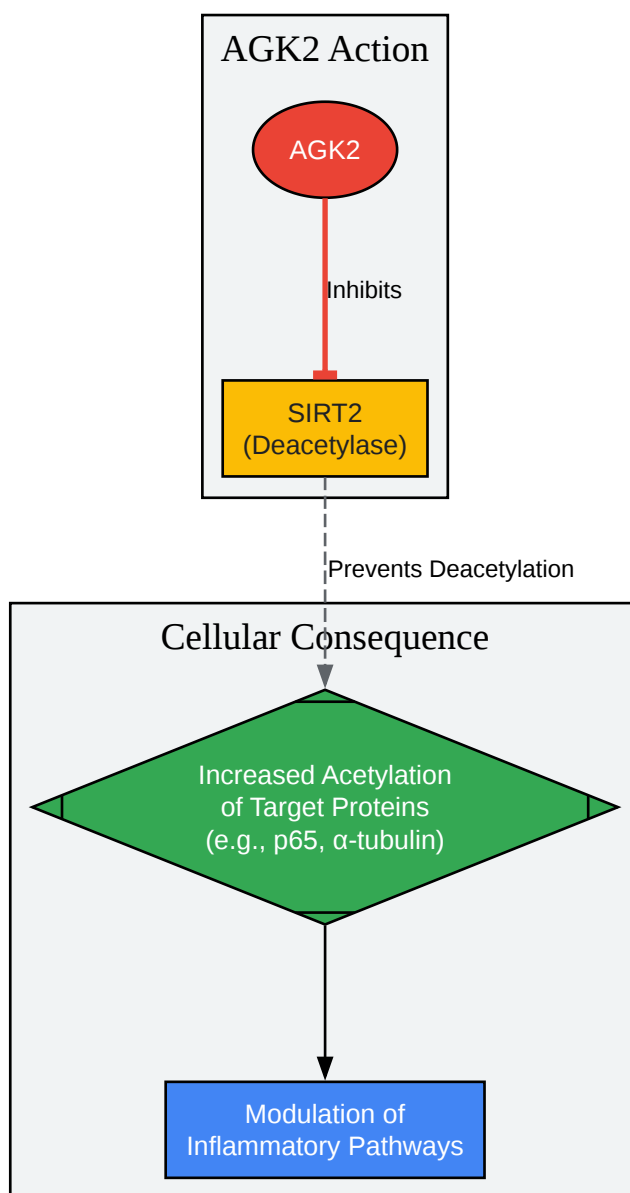 AGK2 Action
AGK2
Inhibits
SIRT2
(Deacetylase)
Prevents Deacetylation
Cellular Consequence
Increased Acetylation
of Target Proteins
(e.g., p65, α-tubulin)
Modulation of
Inflammatory Pathways